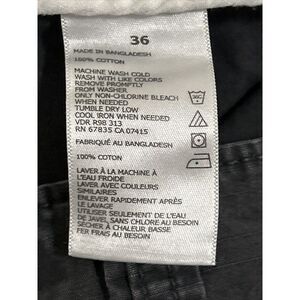 36
MADE IN BANGLADESH
100% COTTON
MACHINE WASH COLD
WASH WITH LIKE COLORS
REMOVE PROMPTLY
FROM WASHER
ONLY NON-CHLORINE BLEACH
WHEN NEEDED
TUMBLE DRY LOW
COOL IRON WHEN NEEDED
VDR R98 313
RN 67835 CA 07415
FABRIQUÉ AU BANGLADESH
100% COTON
LAVER À LA MACHINE À
L'EAU FROIDE
LAVER AVEC COULEURS
SIMILAIRES
ENLEVER RAPIDEMENT APRÈS
LE LAVAGE
UTILISER SEULEMENT DE L'EAU
DE JAVEL, SANS CHLORE AU BESOIN
SÉCHER À CHALEUR BASSE
FER FRAIS AU BESOIN